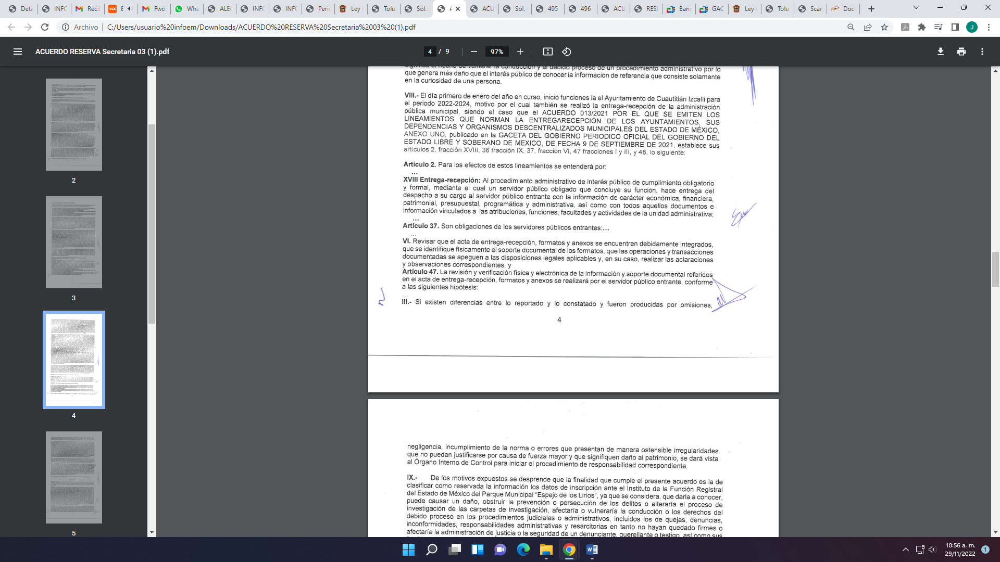 Deta
INFO
Recil
E
Fwd.
Wha
ALEC
INFO
INFO
Peric
Ley (
Tolu
Sol.
A
ACU
Sol. 
495
496
ACU
RESI
Banc
GAC
Ley (
Tolu
Scan
Doc
Archivo
C:/Users/usuario%20infoem/Downloads/ACUERDO%20RESERVA%20Secretaria%2003%20(1).pdf
J
ACUERDO RESERVA Secretaria 03 (1).pdf
4 / 9
97%
2
3
4
5
significa el hecho de vulnerar la conducción y el debido proceso de un procedimiento administrativo por lo
que genera más daño que el interés público de conocer la información de referencia que consiste solamente
en la curiosidad de una persona.
VIII.- El día primero de enero del año en curso, inició funciones la el Ayuntamiento de Cuautitlán Izcalli para
el periodo 2022-2024, motivo por el cual también se realizó la entrega-recepción de la administración
pública municipal, siendo el caso que el ACUERDO 013/2021 POR EL QUE SE EMITEN LOS
LINEAMIENTOS QUE NORMAN LA ENTREGARECEPCIÓN DE LOS AYUNTAMIENTOS, SUS
DEPENDENCIAS Y ORGANISMOS DESCENTRALIZADOS MUNICIPALES DEL ESTADO DE MÉXICO,
ANEXO UNO, publicado en la GACETA DEL GOBIERNO PERIODICO OFICIAL DEL GOBIERNO DEL
ESTADO LIBRE Y SOBERANO DE MEXICO, DE FECHA 9 DE SEPTIEMBRE DE 2021, establece sus
artículos 2, fracción XVIII, 36 fracción IX, 37, fracción VI, 47 fracciones I y III, y 48, lo siguiente:
Artículo 2. Para los efectos de estos lineamientos se entenderá por:
...
XVIII Entrega-recepción: Al procedimiento administrativo de interés público de cumplimiento obligatorio
y formal, mediante el cual un servidor público obligado que concluye su función, hace entrega del
despacho a su cargo al servidor público entrante con la información de carácter económica, financiera,
patrimonial, presupuestal, programática y administrativa, así como con todos aquellos documentos e
información vinculados a las atribuciones, funciones, facultades y actividades de la unidad administrativa;
...
Artículo 37. Son obligaciones de los servidores públicos entrantes:...
...
VI. Revisar que el acta de entrega-recepción, formatos y anexos se encuentren debidamente integrados,
que se identifique físicamente el soporte documental de los formatos, que las operaciones y transacciones
documentadas se apeguen a las disposiciones legales aplicables y, en su caso, realizar las aclaraciones
y observaciones correspondientes, y
Artículo 47. La revisión y verificación física y electrónica de la información y soporte documental referidos
en el acta de entrega-recepción, formatos y anexos se realizará por el servidor público entrante, conforme
a las siguientes hipótesis:
...
III.- Si existen diferencias entre lo reportado y lo constatado y fueron producidas por omisiones,
4
negligencia, incumplimiento de la norma o errores que presentan de manera ostensible irregularidades
que no puedan justificarse por causa de fuerza mayor y que signifiquen daño al patrimonio, se dará vista
al Órgano Interno de Control para iniciar el procedimiento de responsabilidad correspondiente.
IX.- De los motivos expuestos se desprende que la finalidad que cumple el presente acuerdo es la de
clasificar como reservada la información los datos de inscripción ante el Instituto de la Función Registral
del Estado de México del Parque Municipal "Espejo de los Lirios", ya que se considera, que darla a conocer,
puede causar un daño, obstruir la prevención o persecución de los delitos o alteraría el proceso de
investigación de las carpetas de investigación, afectaría o vulneraría la conducción o los derechos del
debido proceso en los procedimientos judiciales o administrativos, incluidos los de quejas, denuncias,
inconformidades, responsabilidades administrativas y resarcitorias en tanto no hayan quedado firmes o
afectaría la administración de justicia o la seguridad de un denunciante, querellante o testigo, así como sus
10:56 a. m.
29/11/2022
1